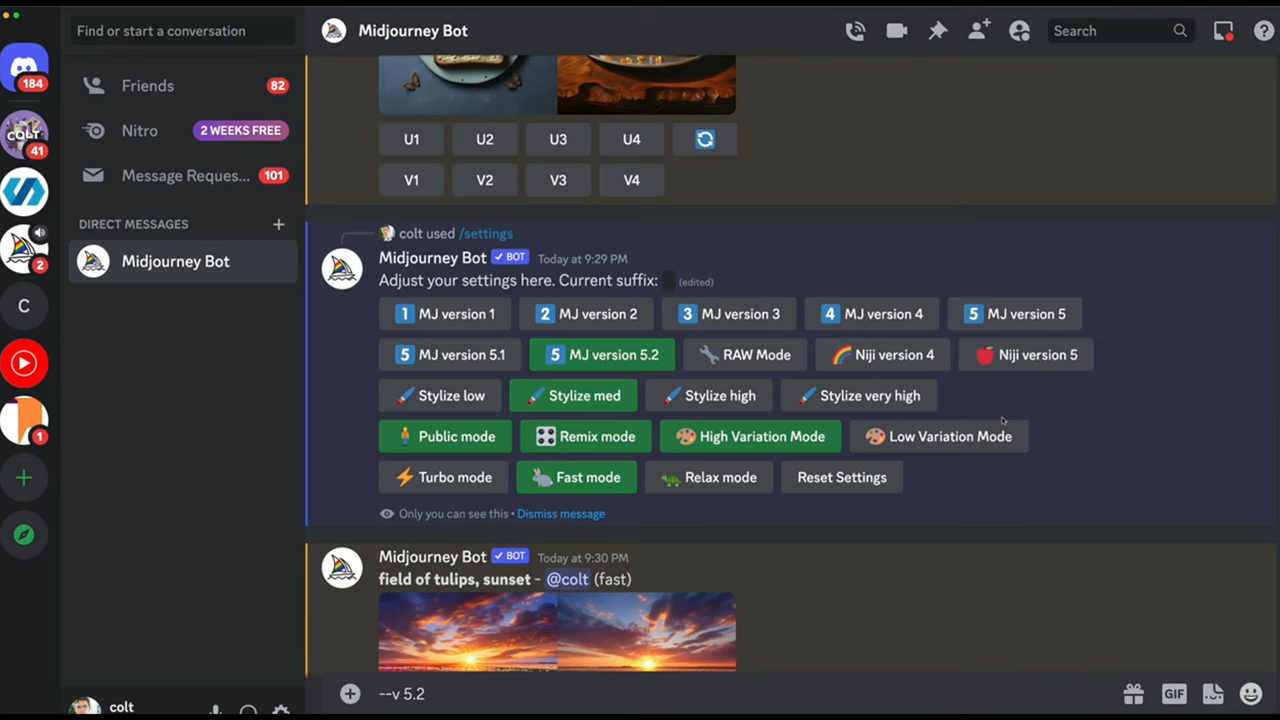 Find or start a conversation
Midjourney Bot
Search
184
Friends 82
COLT
41
Nitro 2 WEEKS FREE
Message Reques... 101
DIRECT MESSAGES
2
Midjourney Bot
C
1
colt
U1 U2 U3 U4
V1 V2 V3 V4
colt used /settings
Midjourney Bot BOT Today at 9:29 PM
Adjust your settings here. Current suffix: (edited)
1 MJ version 1 2 MJ version 2 3 MJ version 3 4 MJ version 4 5 MJ version 5
5 MJ version 5.1 5 MJ version 5.2 RAW Mode Niji version 4 Niji version 5
Stylize low Stylize med Stylize high Stylize very high
Public mode Remix mode High Variation Mode Low Variation Mode
Turbo mode Fast mode Relax mode Reset Settings
Only you can see this • Dismiss message
Midjourney Bot BOT Today at 9:30 PM
field of tulips, sunset - @colt (fast)
--v 5.2
GIF